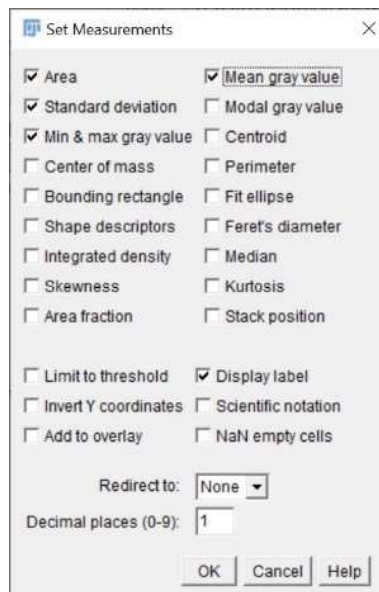 Set Measurements
Area Mean gray value
Standard deviation Modal gray value
Min & max gray value Centroid
Center of mass Perimeter
Bounding rectangle Fit ellipse
Shape descriptors Feret's diameter
Integrated density Median
Skewness Kurtosis
Area fraction Stack position
Limit to threshold Display label
Invert Y coordinates Scientific notation
Add to overlay NaN empty cells
Redirect to: None
Decimal places (0-9): 1
OK Cancel Help